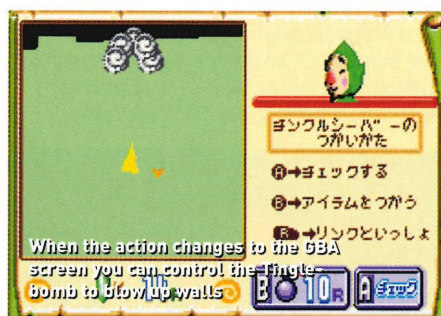 チンクルシーバーの
つかいかた
A→チェックする
B→アイテムをつかう
R→リンクといっしょ
When the action changes to the GBA
screen you can control the Tingle-
bomb to blow up walls
B 10R
A チェック